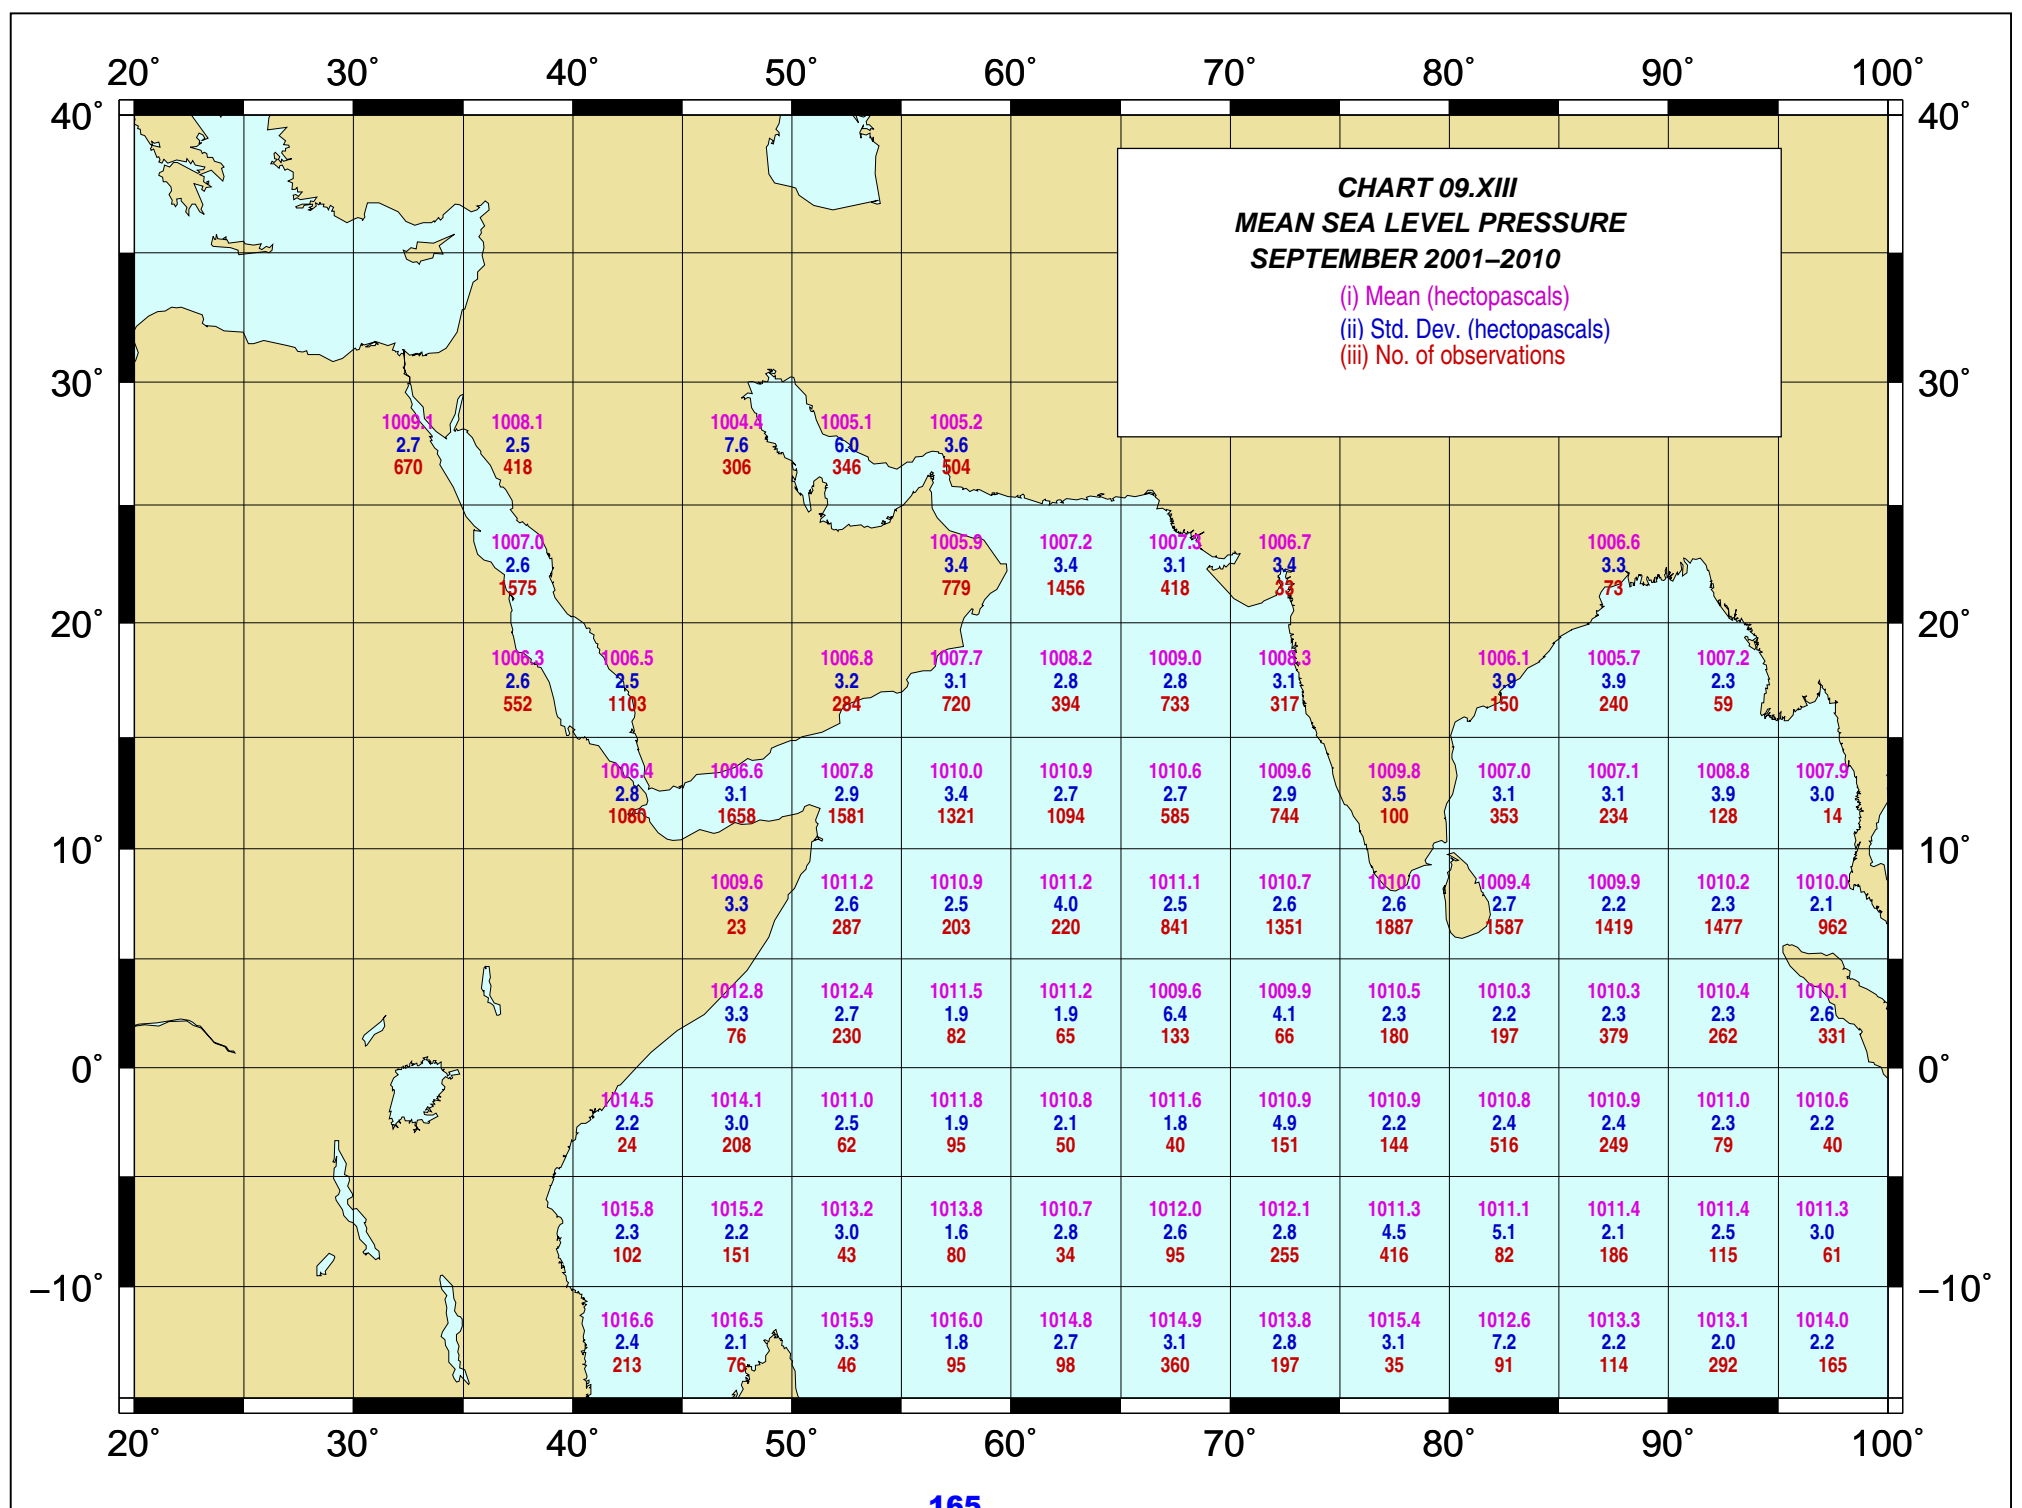 20° 30° 40° 50° 60° 70° 80° 90° 100°
40° 40°
CHART 09.XIII
MEAN SEA LEVEL PRESSURE
SEPTEMBER 2001–2010
(i) Mean (hectopascals)
(ii) Std. Dev. (hectopascals)
(iii) No. of observations
30° 30°
1009.1 1008.1 1004.4 1005.1 1005.2
2.7 2.5 7.6 6.0 3.6
670 418 306 346 504
1007.0 1005.9 1007.2 1007.3 1006.7 1006.6
2.6 3.4 3.4 3.1 3.4 3.3
1575 779 1456 418 33 73
20° 20°
1006.3 1006.5 1006.8 1007.7 1008.2 1009.0 1008.3 1006.1 1005.7 1007.2
2.6 2.5 3.2 3.1 2.8 2.8 3.1 3.9 3.9 2.3
552 1103 284 720 394 733 317 150 240 59
1006.4 1006.6 1007.8 1010.0 1010.9 1010.6 1009.6 1009.8 1007.0 1007.1 1008.8 1007.9
2.8 3.1 2.9 3.4 2.7 2.7 2.9 3.5 3.1 3.1 3.9 3.0
1060 1658 1581 1321 1094 585 744 100 353 234 128 14
10° 10°
1009.6 1011.2 1010.9 1011.2 1011.1 1010.7 1010.0 1009.4 1009.9 1010.2 1010.0
3.3 2.6 2.5 4.0 2.5 2.6 2.6 2.7 2.2 2.3 2.1
23 287 203 220 841 1351 1887 1587 1419 1477 962
1012.8 1012.4 1011.5 1011.2 1009.6 1009.9 1010.5 1010.3 1010.3 1010.4 1010.1
3.3 2.7 1.9 1.9 6.4 4.1 2.3 2.2 2.3 2.3 2.6
76 230 82 65 133 66 180 197 379 262 331
0° 0°
1014.5 1014.1 1011.0 1011.8 1010.8 1011.6 1010.9 1010.9 1010.8 1010.9 1011.0 1010.6
2.2 3.0 2.5 1.9 2.1 1.8 4.9 2.2 2.4 2.4 2.3 2.2
24 208 62 95 50 40 151 144 516 249 79 40
1015.8 1015.2 1013.2 1013.8 1010.7 1012.0 1012.1 1011.3 1011.1 1011.4 1011.4 1011.3
2.3 2.2 3.0 1.6 2.8 2.6 2.8 4.5 5.1 2.1 2.5 3.0
102 151 43 80 34 95 255 416 82 186 115 61
–10° –10°
1016.6 1016.5 1015.9 1016.0 1014.8 1014.9 1013.8 1015.4 1012.6 1013.3 1013.1 1014.0
2.4 2.1 3.3 1.8 2.7 3.1 2.8 3.1 7.2 2.2 2.0 2.2
213 76 46 95 98 360 197 35 91 114 292 165
20° 30° 40° 50° 60° 70° 80° 90° 100°
165